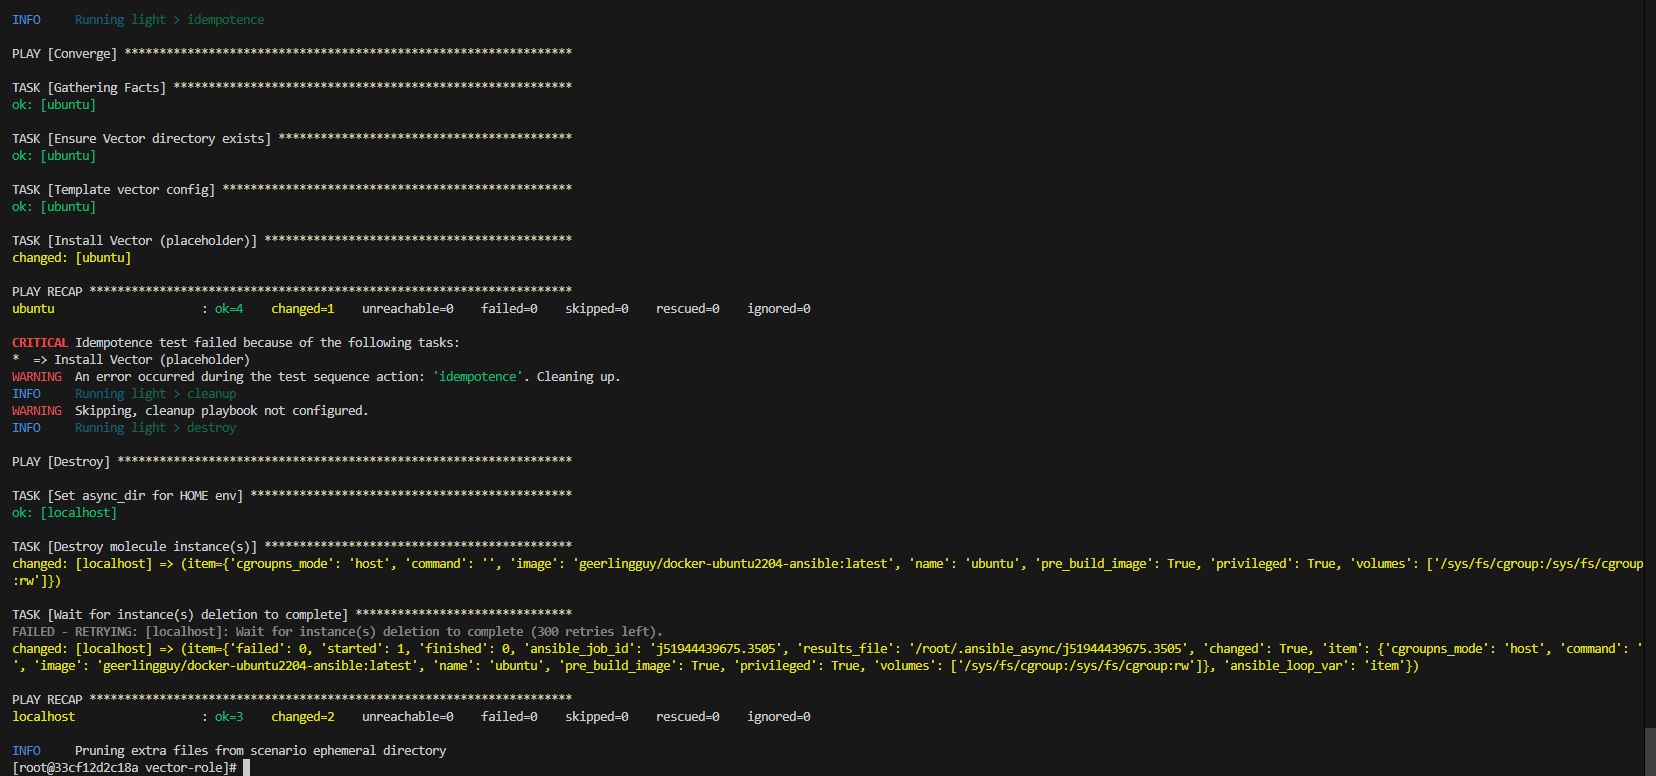 INFO     Running light > idempotence
PLAY [Converge] ****************************************************************
TASK [Gathering Facts] *********************************************************
ok: [ubuntu]
TASK [Ensure Vector directory exists] ******************************************
ok: [ubuntu]
TASK [Template vector config] **************************************************
ok: [ubuntu]
TASK [Install Vector (placeholder)] ********************************************
changed: [ubuntu]
PLAY RECAP *********************************************************************
ubuntu                     : ok=4    changed=1    unreachable=0    failed=0    skipped=0    rescued=0    ignored=0
CRITICAL Idempotence test failed because of the following tasks:
*  => Install Vector (placeholder)
WARNING  An error occurred during the test sequence action: 'idempotence'. Cleaning up.
INFO     Running light > cleanup
WARNING  Skipping, cleanup playbook not configured.
INFO     Running light > destroy
PLAY [Destroy] *****************************************************************
TASK [Set async_dir for HOME env] **********************************************
ok: [localhost]
TASK [Destroy molecule instance(s)] ********************************************
changed: [localhost] => (item={'cgroupns_mode': 'host', 'command': '', 'image': 'geerlingguy/docker-ubuntu2204-ansible:latest', 'name': 'ubuntu', 'pre_build_image': True, 'privileged': True, 'volumes': ['/sys/fs/cgroup:/sys/fs/cgroup
:rw']})
TASK [Wait for instance(s) deletion to complete] *******************************
FAILED - RETRYING: [localhost]: Wait for instance(s) deletion to complete (300 retries left).
changed: [localhost] => (item={'failed': 0, 'started': 1, 'finished': 0, 'ansible_job_id': 'j51944439675.3505', 'results_file': '/root/.ansible_async/j51944439675.3505', 'changed': True, 'item': {'cgroupns_mode': 'host', 'command': '
', 'image': 'geerlingguy/docker-ubuntu2204-ansible:latest', 'name': 'ubuntu', 'pre_build_image': True, 'privileged': True, 'volumes': ['/sys/fs/cgroup:/sys/fs/cgroup:rw']}, 'ansible_loop_var': 'item'})
PLAY RECAP *********************************************************************
localhost                  : ok=3    changed=2    unreachable=0    failed=0    skipped=0    rescued=0    ignored=0
INFO     Pruning extra files from scenario ephemeral directory
[root@33cf12d2c18a vector-role]#